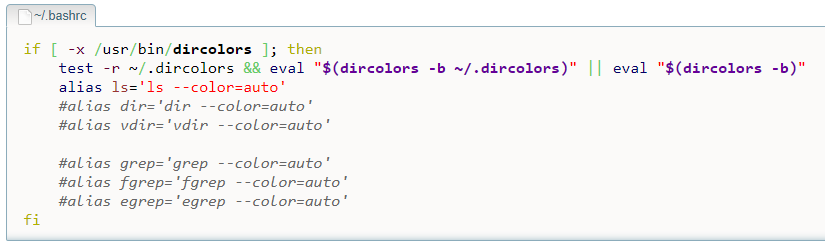 ~/.bashrc
if [ -x /usr/bin/dircolors ]; then
    test -r ~/.dircolors && eval "$(dircolors -b ~/.dircolors)" || eval "$(dircolors -b)"
    alias ls='ls --color=auto'
    #alias dir='dir --color=auto'
    #alias vdir='vdir --color=auto'

    #alias grep='grep --color=auto'
    #alias fgrep='fgrep --color=auto'
    #alias egrep='egrep --color=auto'
fi